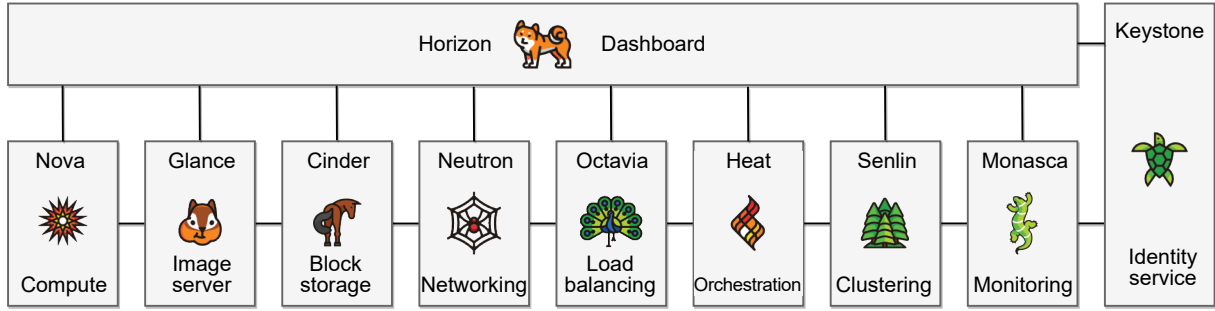 Horizon Dashboard
Keystone
Nova
Glance
Cinder
Neutron
Octavia
Heat
Senlin
Monasca
Compute
Image
server
Block
storage
Networking
Load
balancing
Orchestration
Clustering
Monitoring
Identity
service